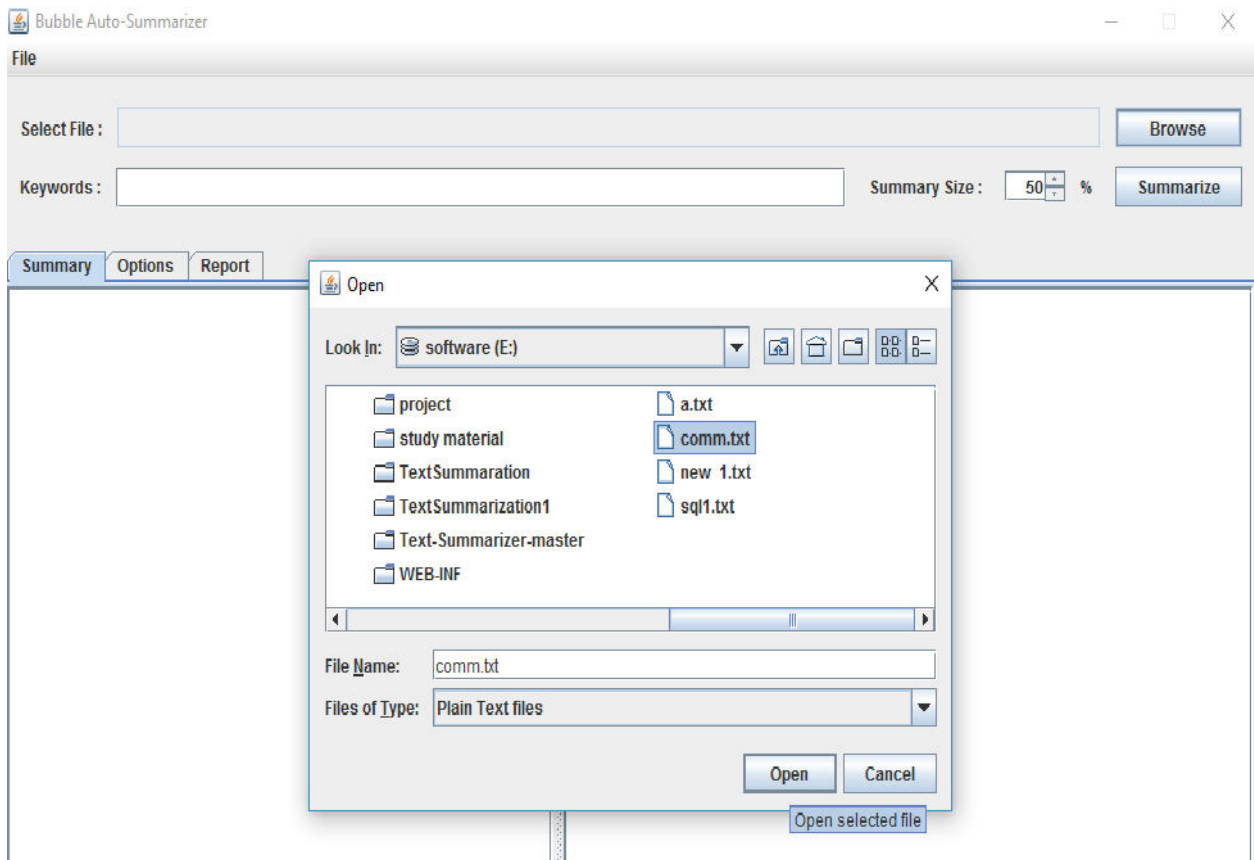 Bubble Auto-Summarizer
File
Select File :
Browse
Keywords :
Summary Size : 50 % Summarize
Summary Options Report
Open
Look In: software (E:)
project a.txt
study material comm.txt
TextSummaration new 1.txt
TextSummarization1 sql1.txt
Text-Summarizer-master
WEB-INF
File Name: comm.txt
Files of Type: Plain Text files
Open Cancel
Open selected file